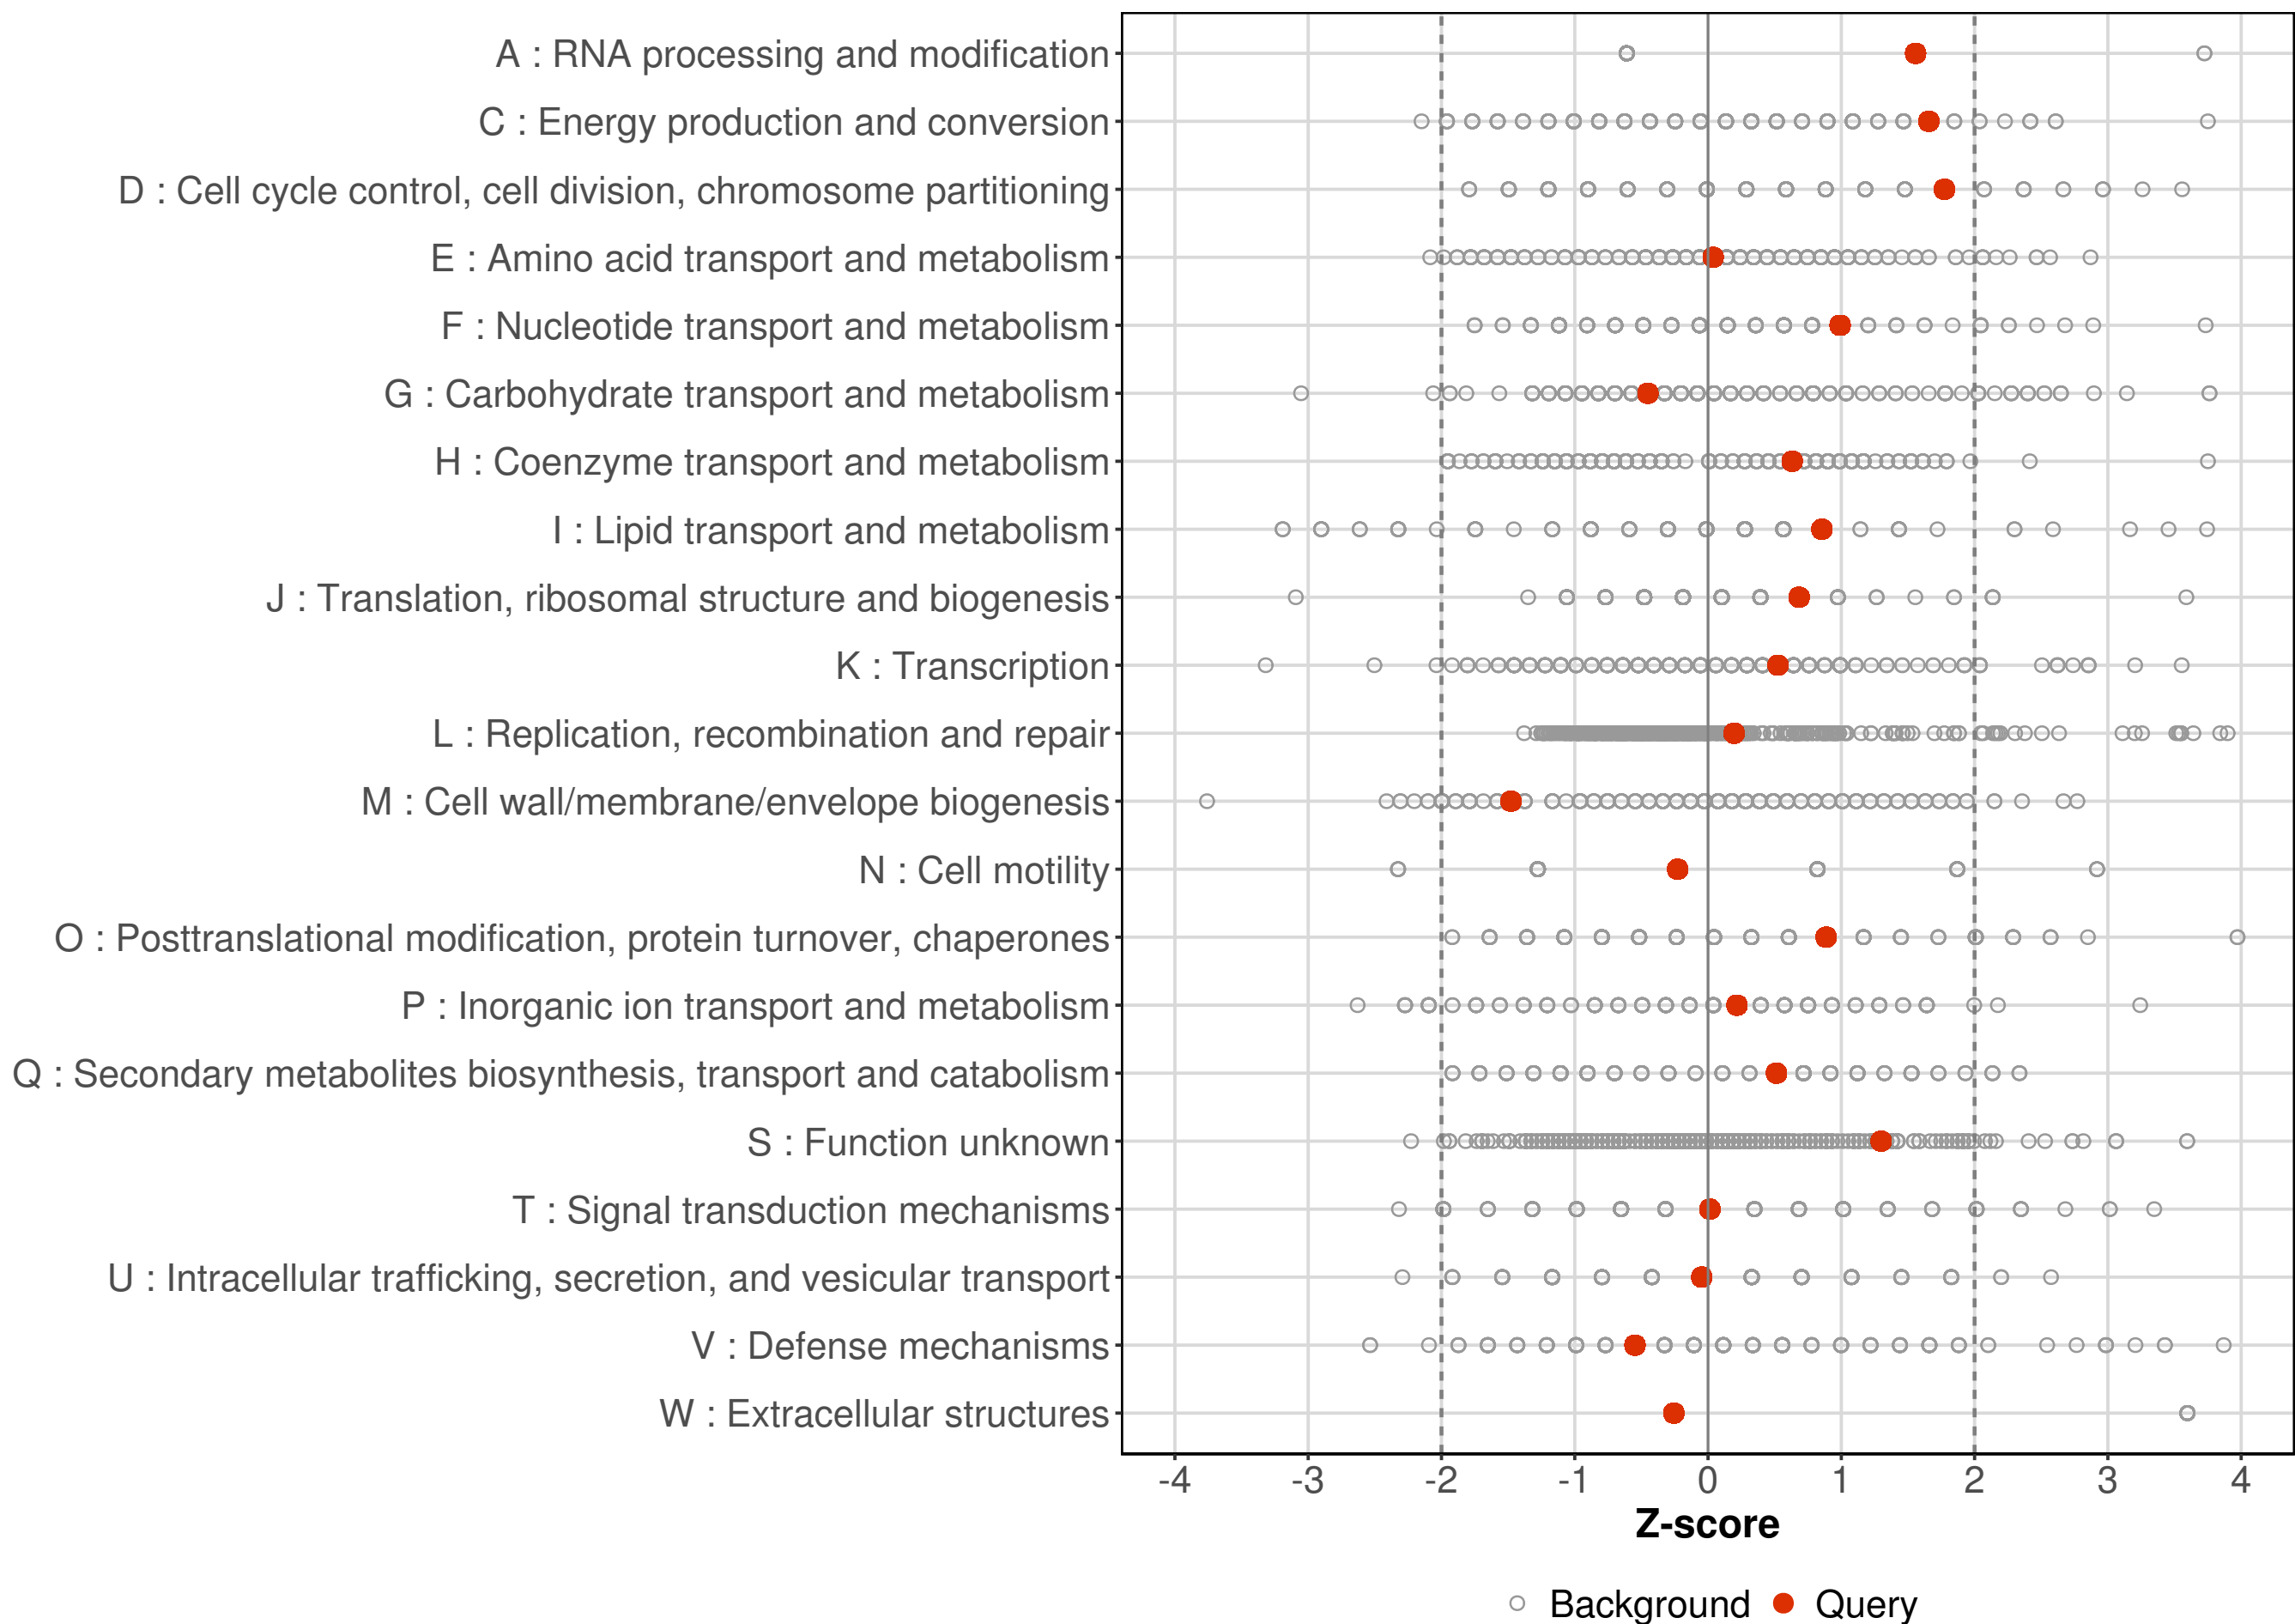 A : RNA processing and modification
C : Energy production and conversion
D : Cell cycle control, cell division, chromosome partitioning
E : Amino acid transport and metabolism
F : Nucleotide transport and metabolism
G : Carbohydrate transport and metabolism
H : Coenzyme transport and metabolism
I : Lipid transport and metabolism
J : Translation, ribosomal structure and biogenesis
K : Transcription
L : Replication, recombination and repair
M : Cell wall/membrane/envelope biogenesis
N : Cell motility
O : Posttranslational modification, protein turnover, chaperones
P : Inorganic ion transport and metabolism
Q : Secondary metabolites biosynthesis, transport and catabolism
S : Function unknown
T : Signal transduction mechanisms
U : Intracellular trafficking, secretion, and vesicular transport
V : Defense mechanisms
W : Extracellular structures
-4 -3 -2 -1 0 1 2 3 4
Z-score
Background Query